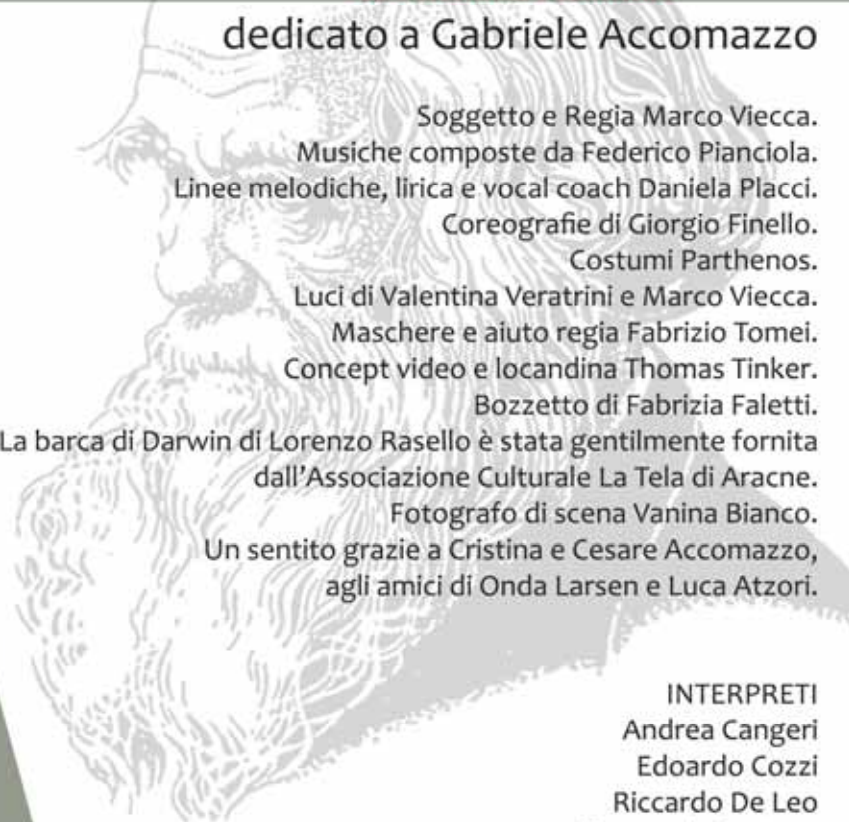 dedicato a Gabriele Accomazzo
Soggetto e Regia Marco Viecca.
Musiche composte da Federico Pianciola.
Linee melodiche, lirica e vocal coach Daniela Placci.
Coreografie di Giorgio Finello.
Costumi Parthenos.
Luci di Valentina Veratrini e Marco Viecca.
Maschere e aiuto regia Fabrizio Tomei.
Concept video e locandina Thomas Tinker.
Bozzetto di Fabrizia Faletti.
La barca di Darwin di Lorenzo Rasello è stata gentilmente fornita
dall'Associazione Culturale La Tela di Aracne.
Fotografo di scena Vanina Bianco.
Un sentito grazie a Cristina e Cesare Accomazzo,
agli amici di Onda Larsen e Luca Atzori.
INTERPRETI
Andrea Cangeri
Edoardo Cozzi
Riccardo De Leo